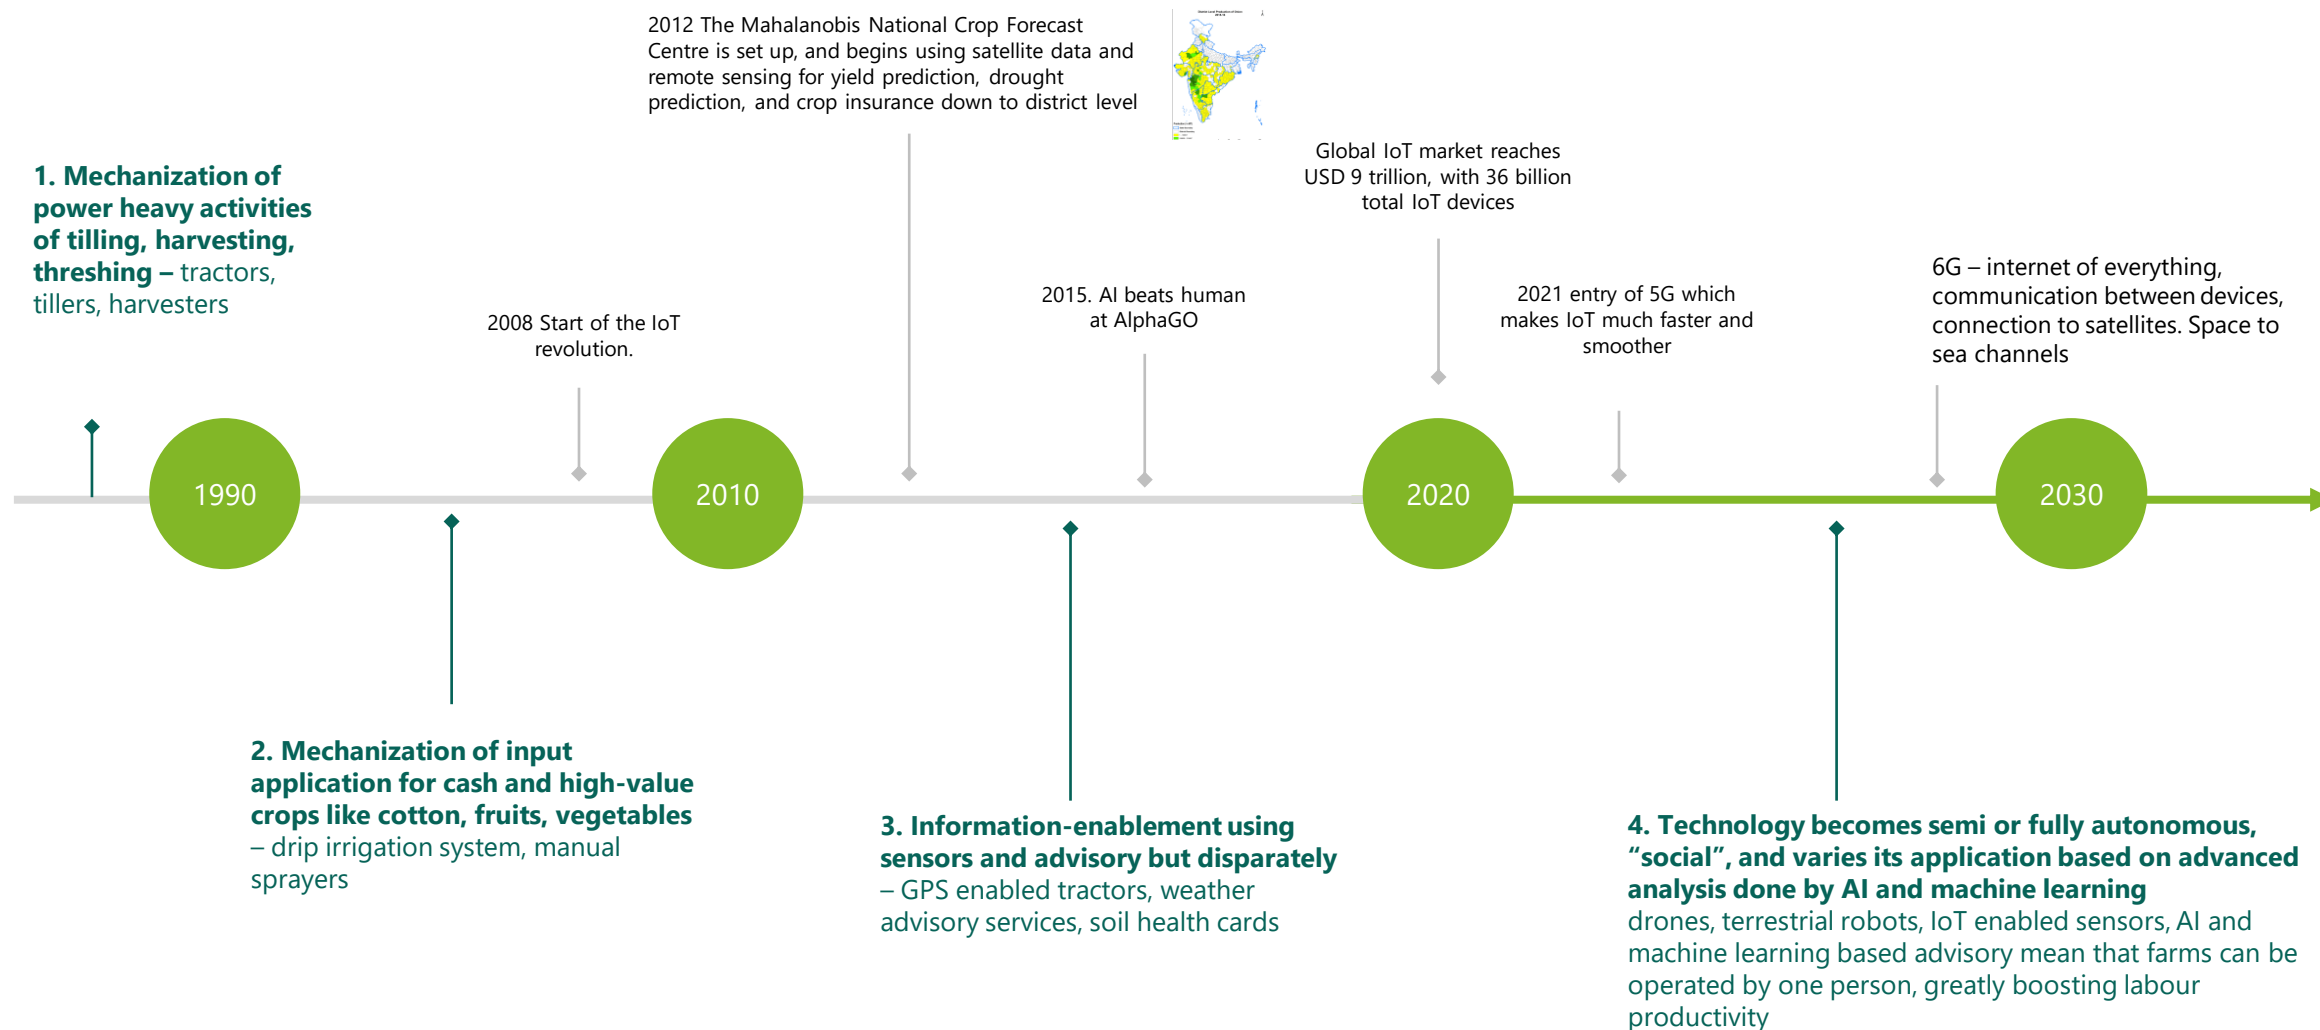 2012 The Mahalanobis National Crop Forecast
Centre is set up, and begins using satellite data and
remote sensing for yield prediction, drought
prediction, and crop insurance down to district level
Global IoT market reaches
USD 9 trillion, with 36 billion
total IoT devices
1. Mechanization of
power heavy activities
of tilling, harvesting,
threshing – tractors,
tillers, harvesters
2008 Start of the IoT
revolution.
2015. AI beats human
at AlphaGO
2021 entry of 5G which
makes IoT much faster and
smoother
6G – internet of everything,
communication between devices,
connection to satellites. Space to
sea channels
1990
2010
2020
2030
2. Mechanization of input
application for cash and high-value
crops like cotton, fruits, vegetables
– drip irrigation system, manual
sprayers
3. Information-enablement using
sensors and advisory but disparately
– GPS enabled tractors, weather
advisory services, soil health cards
4. Technology becomes semi or fully autonomous,
“social”, and varies its application based on advanced
analysis done by AI and machine learning
drones, terrestrial robots, IoT enabled sensors, AI and
machine learning based advisory mean that farms can be
operated by one person, greatly boosting labour
productivity